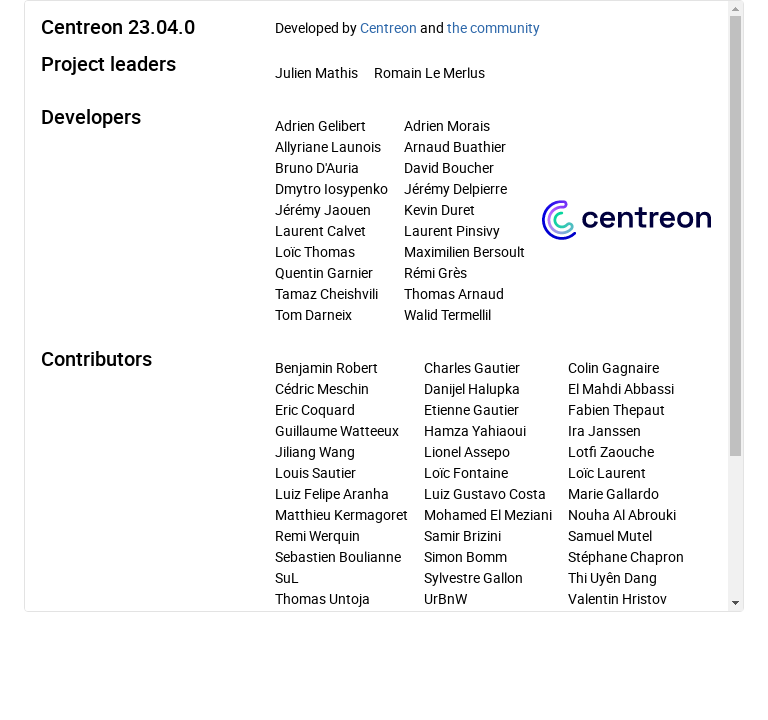 Centreon 23.04.0 Developed by Centreon and the community
Project leaders
Julien Mathis Romain Le Merlus
Developers
Adrien Gelibert Adrien Morais
Allyriane Launois Arnaud Buathier
Bruno D'Auria David Boucher
Dmytro Iosypenko Jérémy Delpierre
Jérémy Jaouen Kevin Duret
Laurent Calvet Laurent Pinsivy
Loïc Thomas Maximilien Bersoult
Quentin Garnier Rémi Grès
Tamaz Cheishvili Thomas Arnaud
Tom Darneix Walid Termellil
centreon
Contributors
Benjamin Robert Charles Gautier Colin Gagnaire
Cédric Meschin Danijel Halupka El Mahdi Abbassi
Eric Coquard Etienne Gautier Fabien Thepaut
Guillaume Watteeux Hamza Yahiaoui Ira Janssen
Jiliang Wang Lionel Assepo Lotfi Zaouche
Louis Sautier Loïc Fontaine Loïc Laurent
Luiz Felipe Aranha Luiz Gustavo Costa Marie Gallardo
Matthieu Kermagoret Mohamed El Meziani Nouha Al Abrouki
Remi Werquin Samir Brizini Samuel Mutel
Sebastien Boulianne Simon Bomm Stéphane Chapron
SuL Sylvestre Gallon Thi Uyên Dang
Thomas Untoja UrBnW Valentin Hristov